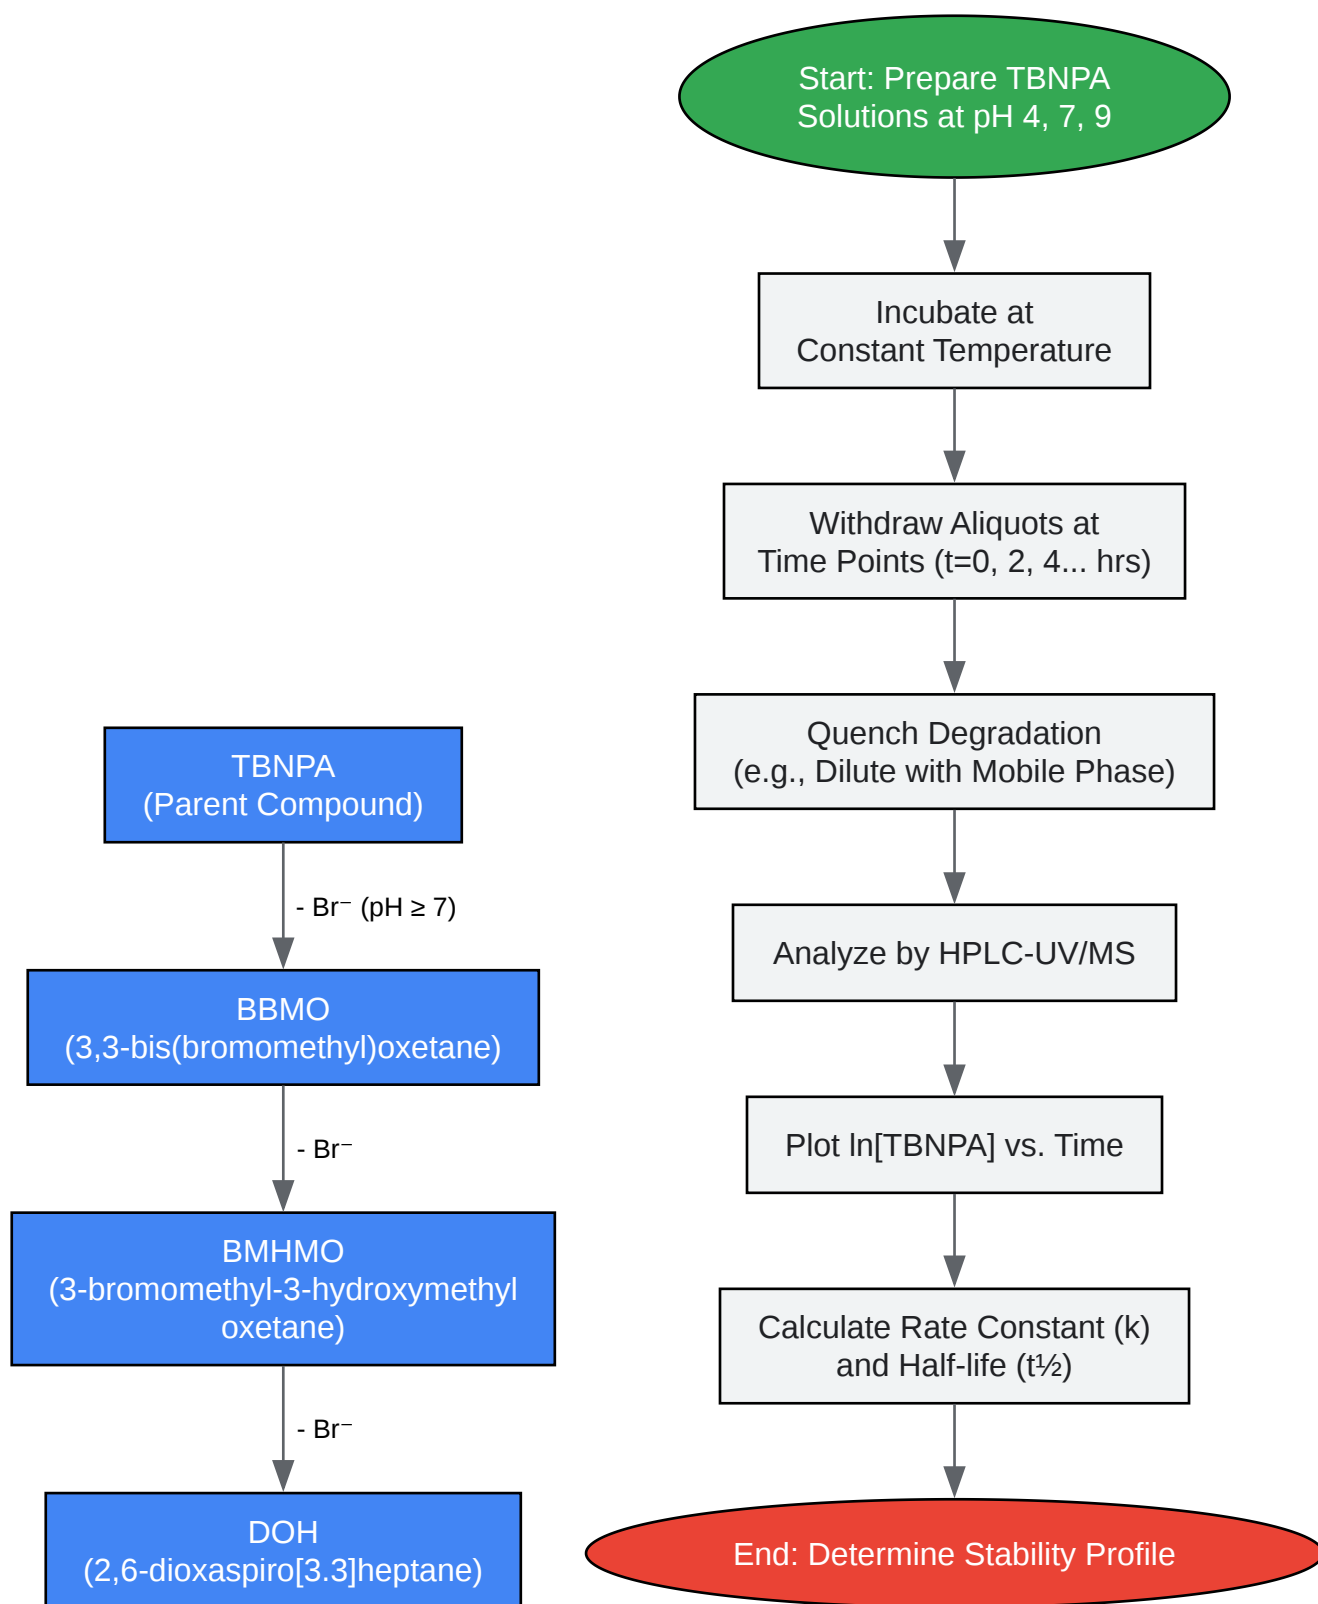 Start: Prepare TBNPA
Solutions at pH 4, 7, 9
Incubate at
Constant Temperature
Withdraw Aliquots at
Time Points (t=0, 2, 4... hrs)
Quench Degradation
(e.g., Dilute with Mobile Phase)
Analyze by HPLC-UV/MS
Plot ln[TBNPA] vs. Time
Calculate Rate Constant (k)
and Half-life (t½)
End: Determine Stability Profile
TBNPA
(Parent Compound)
- Br⁻ (pH ≥ 7)
BBMO
(3,3-bis(bromomethyl)oxetane)
- Br⁻
BMHMO
(3-bromomethyl-3-hydroxymethyl
oxetane)
- Br⁻
DOH
(2,6-dioxaspiro[3.3]heptane)